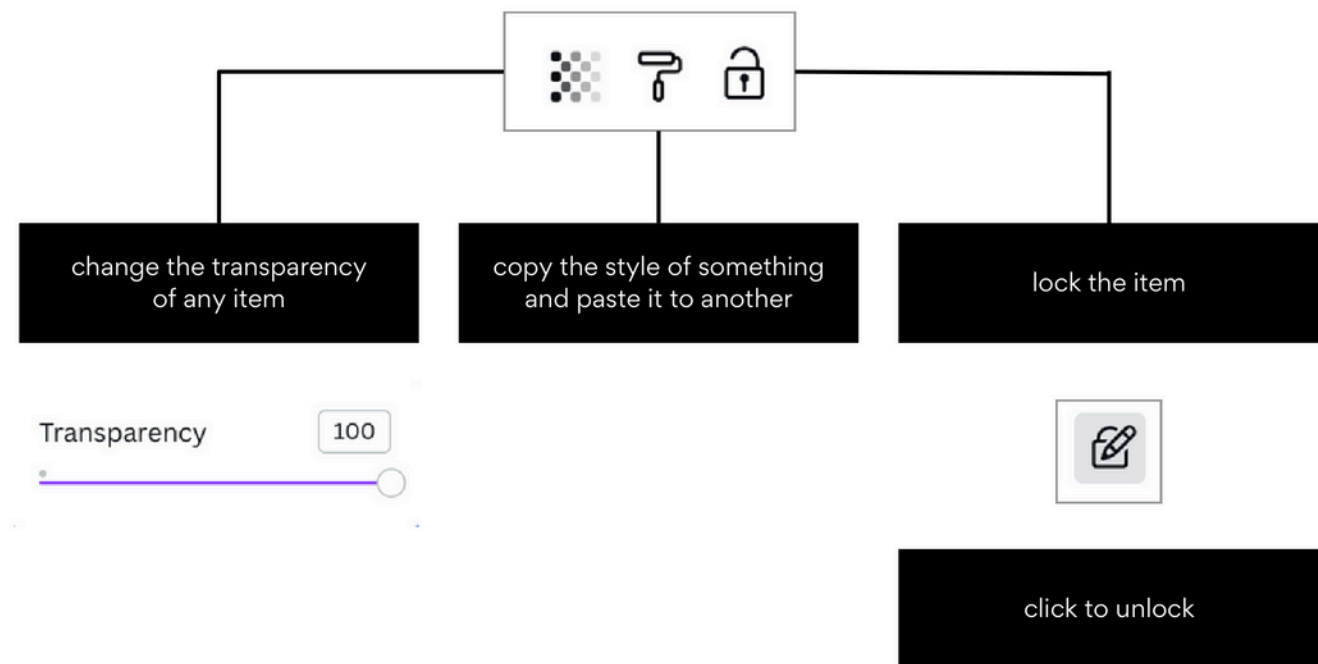 change the transparency
of any item
copy the style of something
and paste it to another
lock the item
Transparency
100
click to unlock